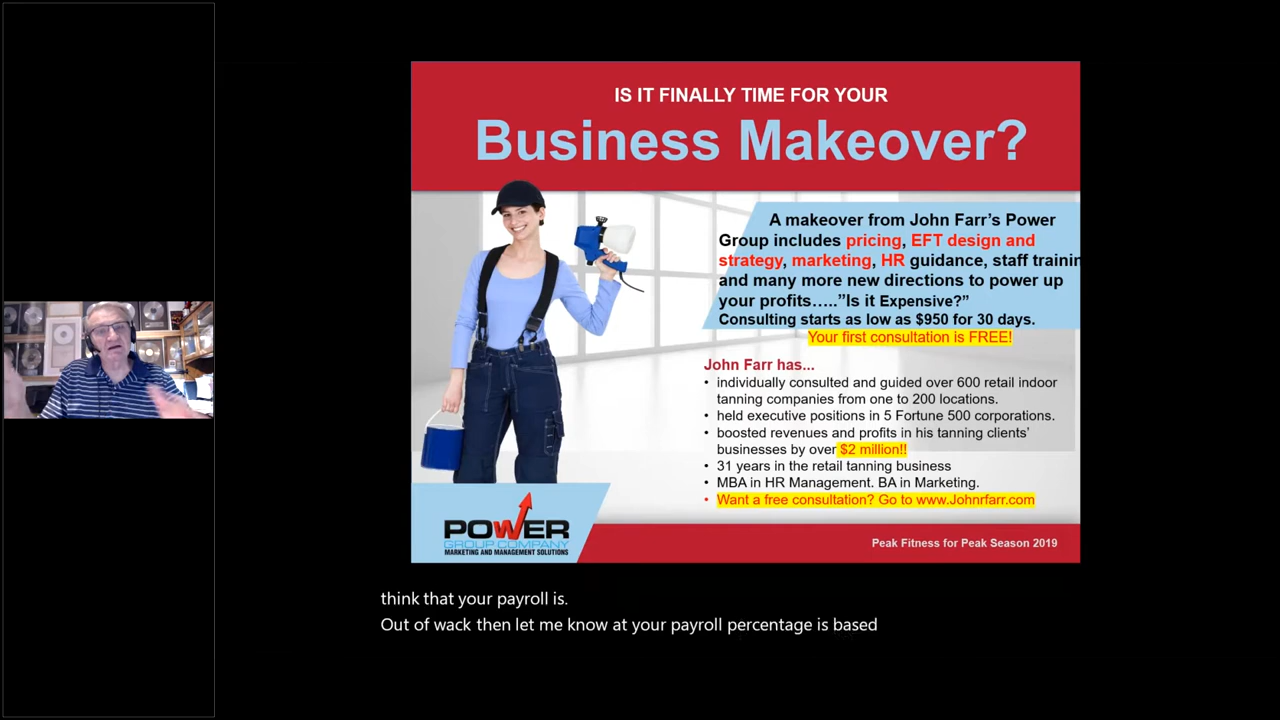 IS IT FINALLY TIME FOR YOUR
Business Makeover?
A makeover from John Farr's Power
Group includes pricing, EFT design and
strategy, marketing, HR guidance, staff trainin
and many more new directions to power up
your profits…..”Is it Expensive?”
Consulting starts as low as $950 for 30 days.
Your first consultation is FREE!
John Farr has...
• individually consulted and guided over 600 retail indoor
tanning companies from one to 200 locations.
• held executive positions in 5 Fortune 500 corporations.
• boosted revenues and profits in his tanning clients'
businesses by over $2 million!!
• 31 years in the retail tanning business
• MBA in HR Management. BA in Marketing.
• Want a free consultation? Go to www.Johnrfarr.com
POWER
GROUP COMPANY
MARKETING AND MANAGEMENT SOLUTIONS
Peak Fitness for Peak Season 2019
think that your payroll is.
Out of wack then let me know at your payroll percentage is based